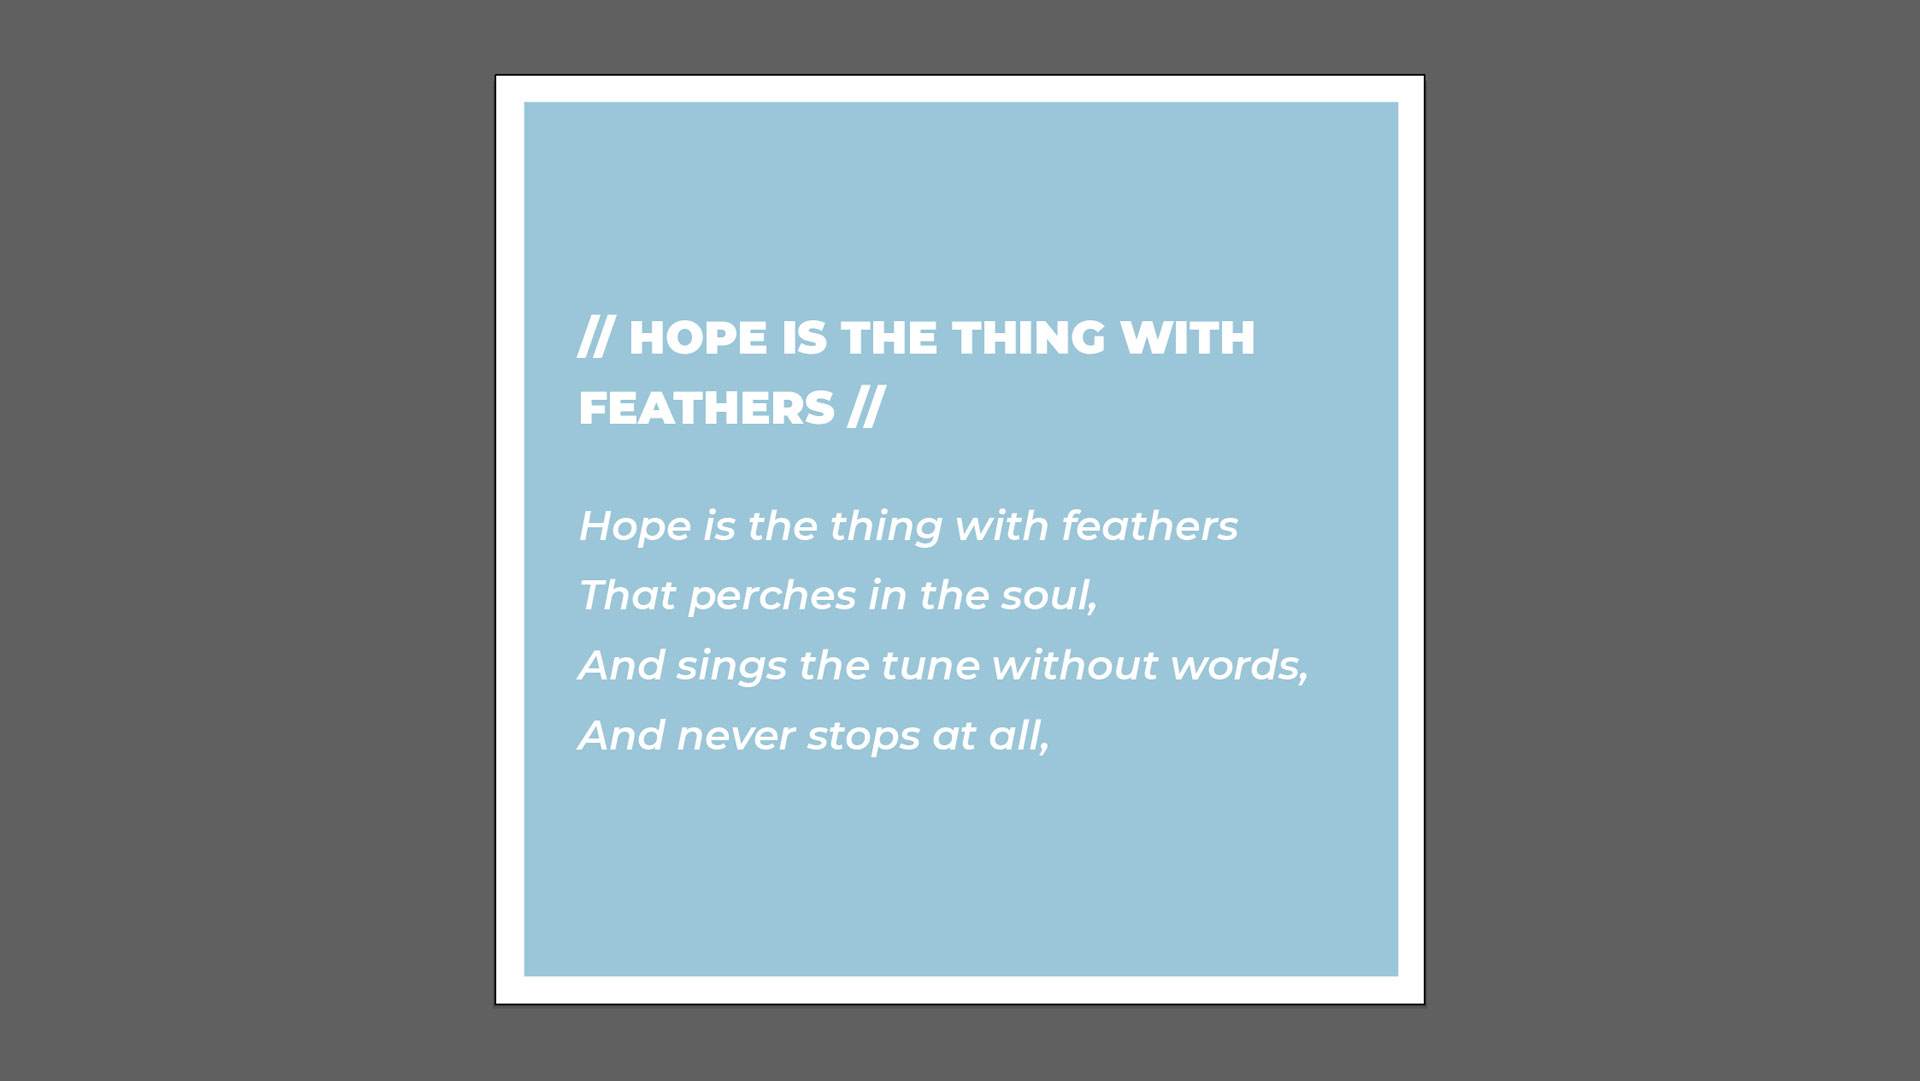 // HOPE IS THE THING WITH
FEATHERS //
Hope is the thing with feathers
That perches in the soul,
And sings the tune without words,
And never stops at all,